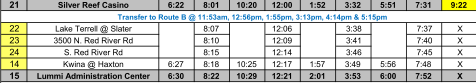 21 Silver Reef Casino 6:22 8:01 10:20 12:00 1:52 3:32 5:51 7:31 9:22
Transfer to Route B @ 11:53am, 12:56pm, 1:55pm, 3:13pm, 4:14pm & 5:15pm
22 Lake Terrell @ Slater 8:07 12:06 3:38 7:37 X
23 3500 N. Red River Rd 8:10 12:09 3:41 7:40 X
24 S. Red River Rd 8:15 12:14 3:46 7:45 X
14 Kwina @ Haxton 6:27 8:18 10:25 12:17 1:57 3:49 5:56 7:48 X
15 Lummi Administration Center 6:30 8:22 10:29 12:21 2:01 3:53 6:00 7:52 X